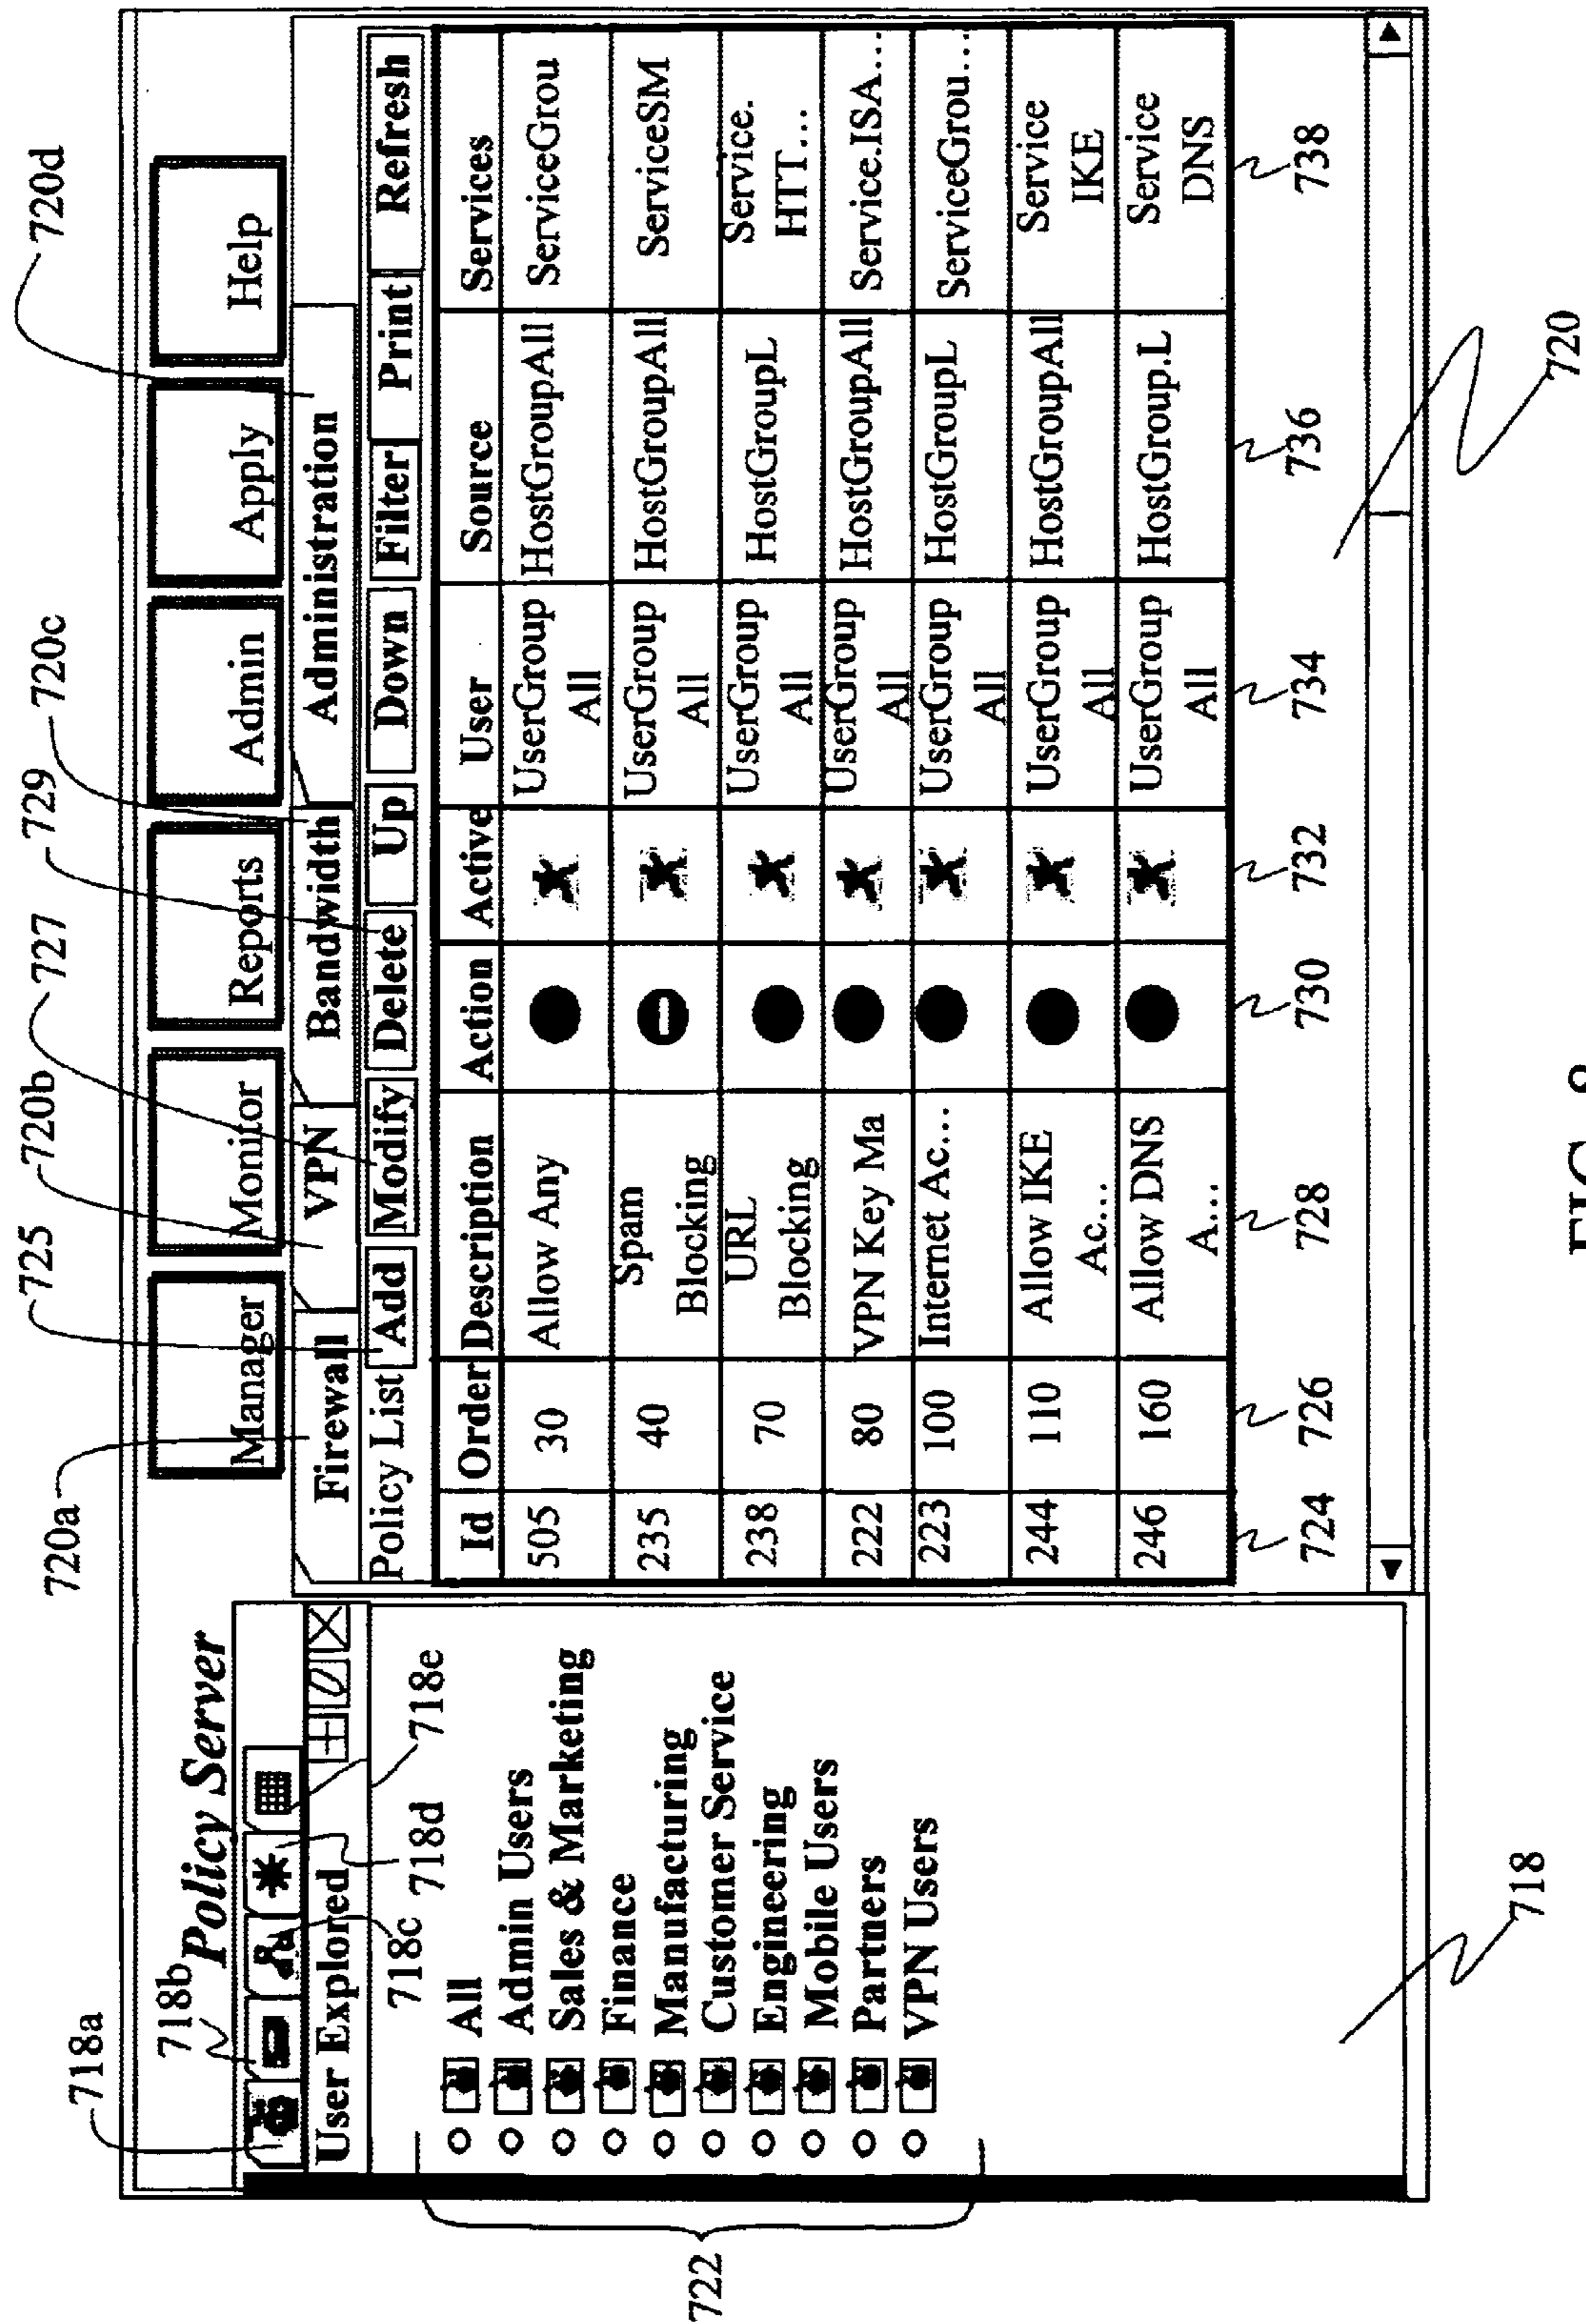 720a 725 720b 727 729 720c 720d
718a 718b Policy Server
Manager Monitor Reports Admin Apply Help
Firewall VPN Bandwidth Administration
User Explored
Policy List Add Modify Delete Up Down Filter Print Refresh
718c 718d 718e
All
Admin Users
Sales & Marketing
Finance
Manufacturing
Customer Service
Engineering
Mobile Users
Partners
VPN Users
722
Id Order Description Action Active User Source Services
505 30 Allow Any UserGroup All HostGroupAll ServiceGrou
235 40 Spam Blocking UserGroup All HostGroupAll ServiceSM
238 70 URL Blocking UserGroup All HostGroupL Service. HTT...
222 80 VPN Key Ma UserGroup All HostGroupAll Service.ISA...
223 100 Internet Ac... UserGroup All HostGroupL ServiceGrou...
244 110 Allow IKE Ac... UserGroup All HostGroupAll Service IKE
246 160 Allow DNS A... UserGroup All HostGroup.L Service DNS
724 726 728 730 732 734 736 738
718 720